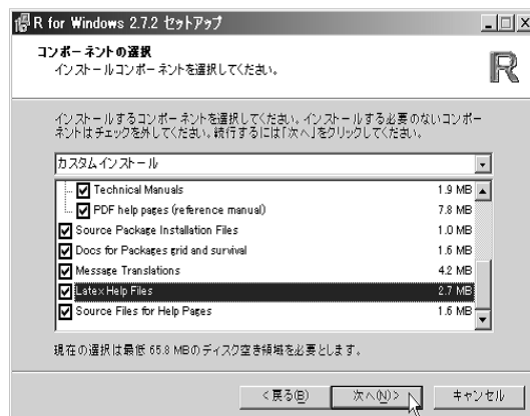 R for Windows 2.7.2 セットアップ
コンポーネントの選択
インストールコンポーネントを選択してください。
R
インストールするコンポーネントを選択してください。インストールする必要のないコンポー
ネントはチェックを外してください。続行するには「次へ」をクリックしてください。
カスタムインストール
Technical Manuals 1.9 MB
PDF help pages (reference manual) 7.8 MB
Source Package Installation Files 1.0 MB
Docs for Packages grid and survival 1.6 MB
Message Translations 4.2 MB
Latex Help Files 2.7 MB
Source Files for Help Pages 1.6 MB
現在の選択は最低 65.8 MBのディスク空き領域を必要とします。
< 戻る(B) 次へ(N) > キャンセル